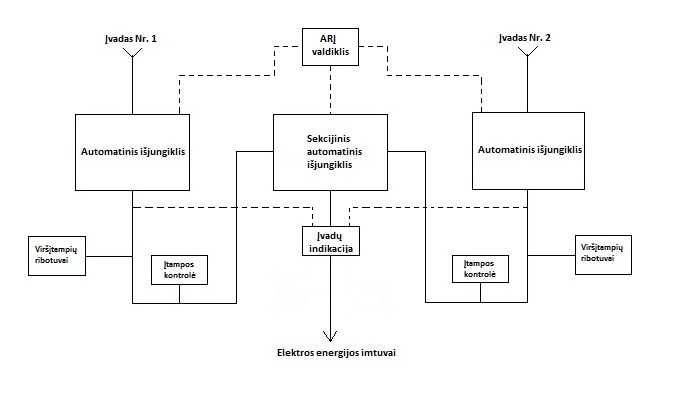 Įvadas Nr. 1
ARĮ
valdiklis
Įvadas Nr. 2
Automatinis išjungiklis
Sekcijinis
automatinis
išjungiklis
Automatinis išjungiklis
Viršįtampių
ribotuvai
Įtampos
kontrolė
Įvadų
indikacija
Įtampos
kontrolė
Viršįtampių
ribotuvai
Elektros energijos imtuvai